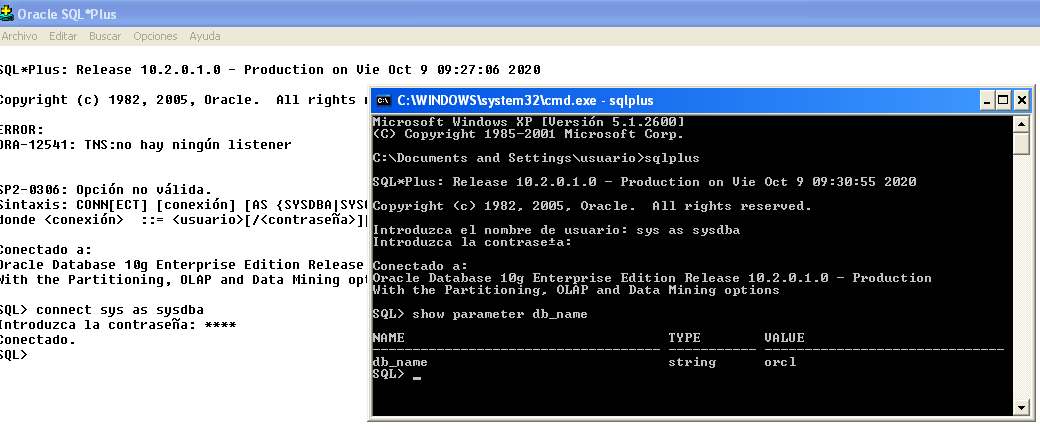 Oracle SQL*Plus
Archivo Editar Buscar Opciones Ayuda
SQL*Plus: Release 10.2.0.1.0 - Production on Vie Oct 9 09:27:06 2020
Copyright (c) 1982, 2005, Oracle. All rights
ERROR:
ORA-12541: TNS:no hay ningún listener
SP2-0306: Opción no válida.
Sintaxis: CONN[ECT] [conexión] [AS {SYSDBA|SYS
donde <conexión> ::= <usuario>[/<contraseña>]
Conectado a:
Oracle Database 10g Enterprise Edition Release
With the Partitioning, OLAP and Data Mining
SQL> connect sys as sysdba
Introduzca la contraseña: ****
Conectado.
SQL>
C:\WINDOWS\system32\cmd.exe - sqlplus
Microsoft Windows XP [Versión 5.1.2600]
(C) Copyright 1985-2001 Microsoft Corp.
C:\Documents and Settings\usuario>sqlplus
SQL*Plus: Release 10.2.0.1.0 - Production on Vie Oct 9 09:30:55 2020
Copyright (c) 1982, 2005, Oracle. All rights reserved.
Introduzca el nombre de usuario: sys as sysdba
Introduzca la contrase±a:
Conectado a:
Oracle Database 10g Enterprise Edition Release 10.2.0.1.0 - Production
With the Partitioning, OLAP and Data Mining options
SQL> show parameter db_name
NAME TYPE VALUE
------------------------------------ ----------- ------------------------------
db_name string orcl
SQL> _